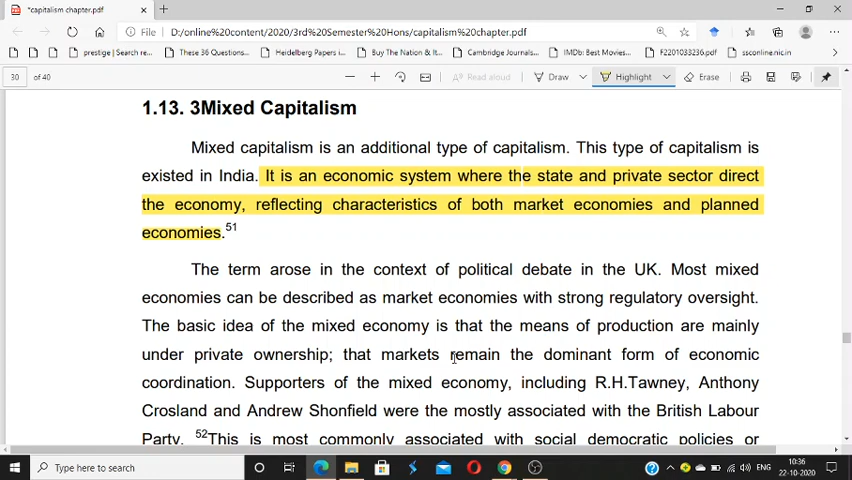 *capitalism chapter.pdf
File D:/online%20content/2020/3rd%20Semester%20Hons/capitalism%20chapter.pdf
prestige | Search re... These 36 Questions... Heidelberg Papers i... Buy The Nation & It... Cambridge Journals... IMDb: Best Movies... F2201033236.pdf ssconline.nic.in
30 of 40 Read aloud Draw Highlight Erase
1.13. 3Mixed Capitalism
Mixed capitalism is an additional type of capitalism. This type of capitalism is
existed in India. It is an economic system where the state and private sector direct
the economy, reflecting characteristics of both market economies and planned
economies.51
The term arose in the context of political debate in the UK. Most mixed
economies can be described as market economies with strong regulatory oversight.
The basic idea of the mixed economy is that the means of production are mainly
under private ownership; that markets remain the dominant form of economic
coordination. Supporters of the mixed economy, including R.H.Tawney, Anthony
Crosland and Andrew Shonfield were the mostly associated with the British Labour
Party. 52This is most commonly associated with social democratic policies or
Type here to search ENG 10:36
22-10-2020